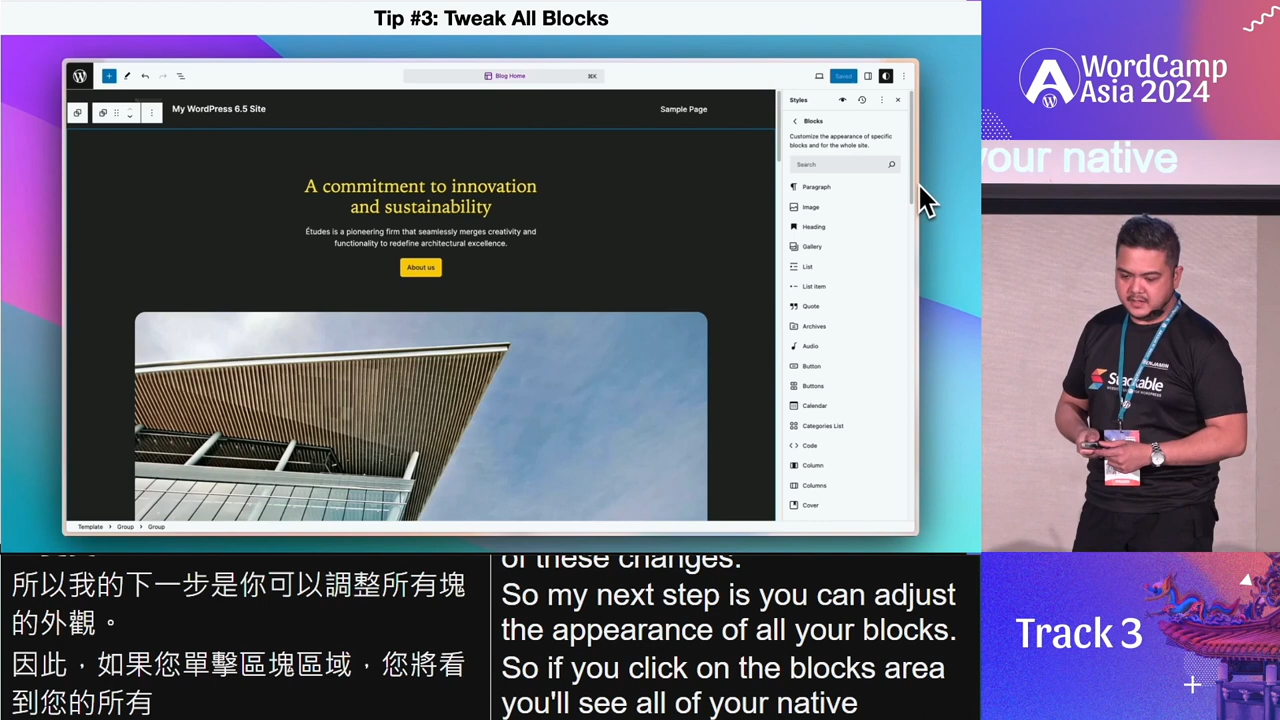 Tip #3: Tweak All Blocks
Blog Home
⌘K
Saved
My WordPress 6.5 Site
Sample Page
A commitment to innovation
and sustainability
Études is a pioneering firm that seamlessly merges creativity and
functionality to redefine architectural excellence.
About us
Template > Group > Group
Styles
Blocks
Customize the appearance of specific
blocks and for the whole site.
Search
Paragraph
Image
Heading
Gallery
List
List item
Quote
Archives
Audio
Button
Buttons
Calendar
Categories List
Code
Column
Columns
Cover
WordCamp
Asia 2024
your native
BENJAMIN
Stackable
所以我的下一步是你可以調整所有塊
的外觀。
因此，如果您單擊區塊區域，您將看
到您的所有
of these changes.
So my next step is you can adjust
the appearance of all your blocks.
So if you click on the blocks area
you'll see all of your native
Track 3